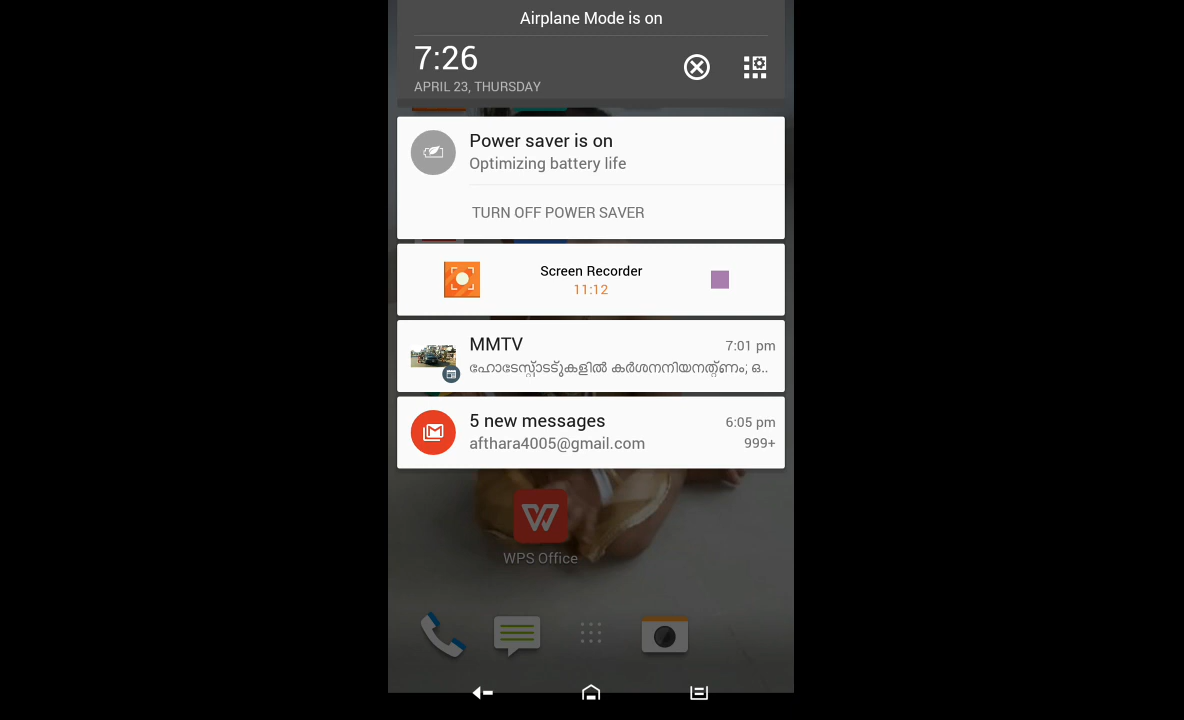 Airplane Mode is on
7:26
APRIL 23, THURSDAY
Power saver is on
Optimizing battery life
TURN OFF POWER SAVER
Screen Recorder
11:12
MMTV 7:01 pm
ഹോടേസ്പോടടുകളിൽ കർശനനിയന്ത്രണം; ഒ..
5 new messages 6:05 pm
afthara4005@gmail.com 999+
WPS Office